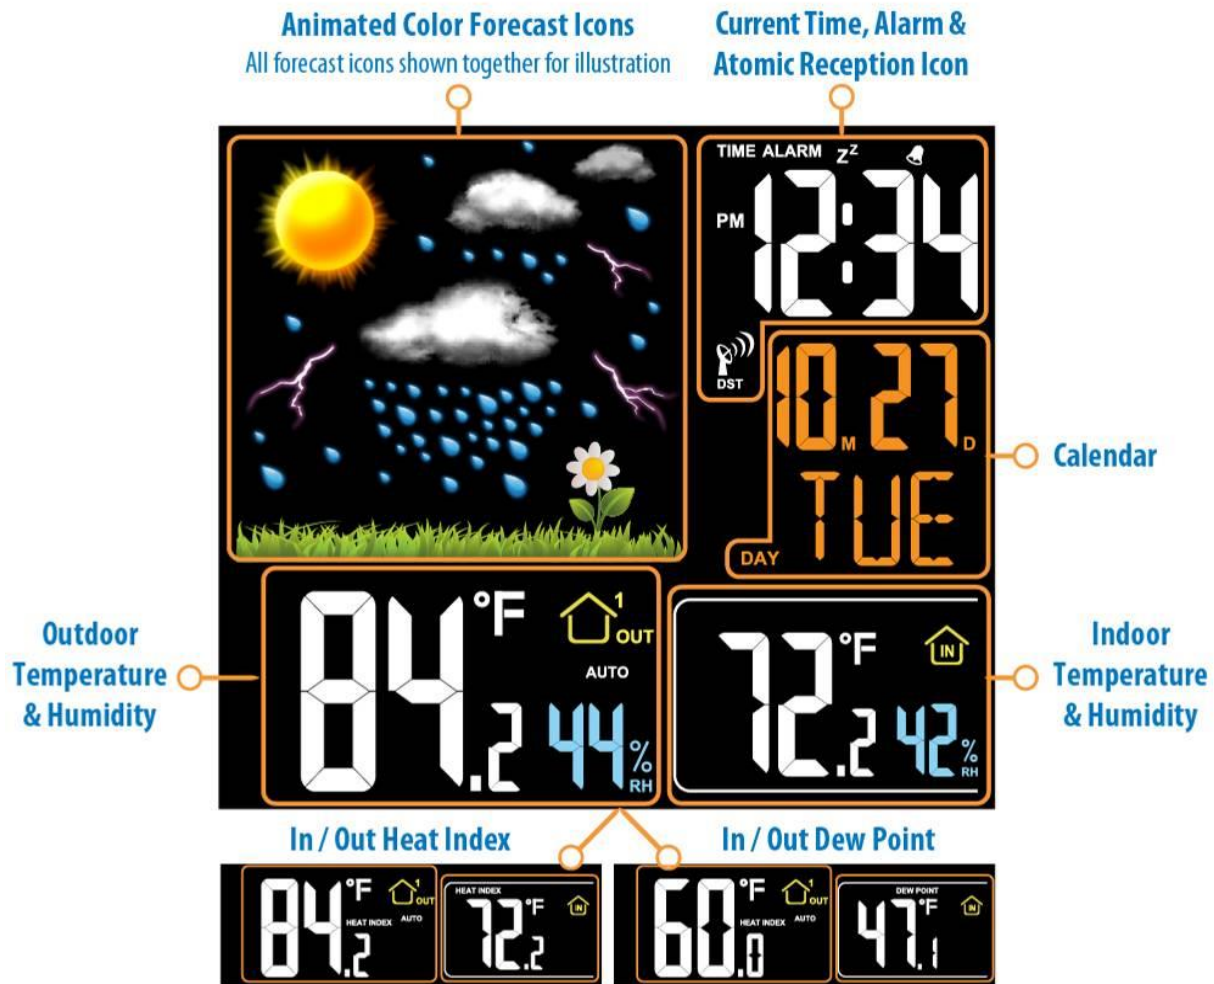 Animated Color Forecast Icons
All forecast icons shown together for illustration
Current Time, Alarm &
Atomic Reception Icon
TIME ALARM Zᶻ
PM 12:34
DST
10.M 27 D
TUE
DAY
Calendar
Outdoor
Temperature
& Humidity
84.2 °F
1
OUT
AUTO
44 %
RH
72.2 °F
IN
42 %
RH
Indoor
Temperature
& Humidity
In / Out Heat Index
84.2 °F
1
OUT
HEAT INDEX AUTO
HEAT INDEX
72.2 °F
IN
In / Out Dew Point
60.0 °F
1
OUT
HEAT INDEX AUTO
DEW POINT
47.1 °F
IN